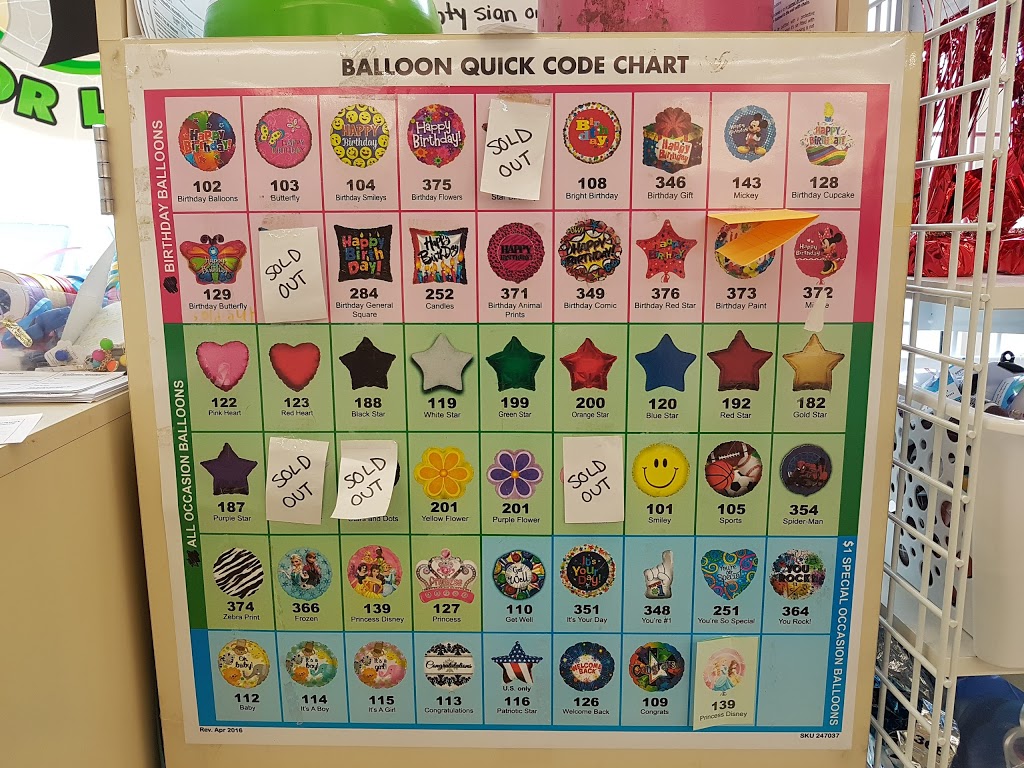 pty sign o
OR L
BALLOON QUICK CODE CHART
BIRTHDAY BALLOONS
102
Birthday Balloons
103
Butterfly
104
Birthday Smileys
375
Birthday Flowers
SOLD
OUT
108
Bright Birthday
346
Birthday Gift
143
Mickey
128
Birthday Cupcake
129
Birthday Butterfly
SOLD
OUT
284
Birthday General
Square
252
Candles
371
Birthday Animal
Prints
349
Birthday Comic
376
Birthday Red Star
373
Birthday Paint
372
ALL OCCASION BALLOONS
122
Pink Heart
123
Red Heart
188
Black Star
119
White Star
199
Green Star
200
Orange Star
120
Blue Star
192
Red Star
182
Gold Star
187
Purple Star
SOLD
OUT
SOLD
OUT
and Dots
201
Yellow Flower
201
Purple Flower
SOLD
OUT
101
Smiley
105
Sports
354
Spider-Man
374
Zebra Print
366
Frozen
139
Princess Disney
127
Princess
110
Get Well
351
It's Your Day
348
You're #1
251
You're So Special
364
You Rock!
$1 SPECIAL OCCASION BALLOONS
112
Baby
114
It's A Boy
115
It's A Girl
113
Congratulations
U.S. only
116
Patriotic Star
126
Welcome Back
109
Congrats
139
Princess Disney
Rev. Apr 2016
SKU 247037